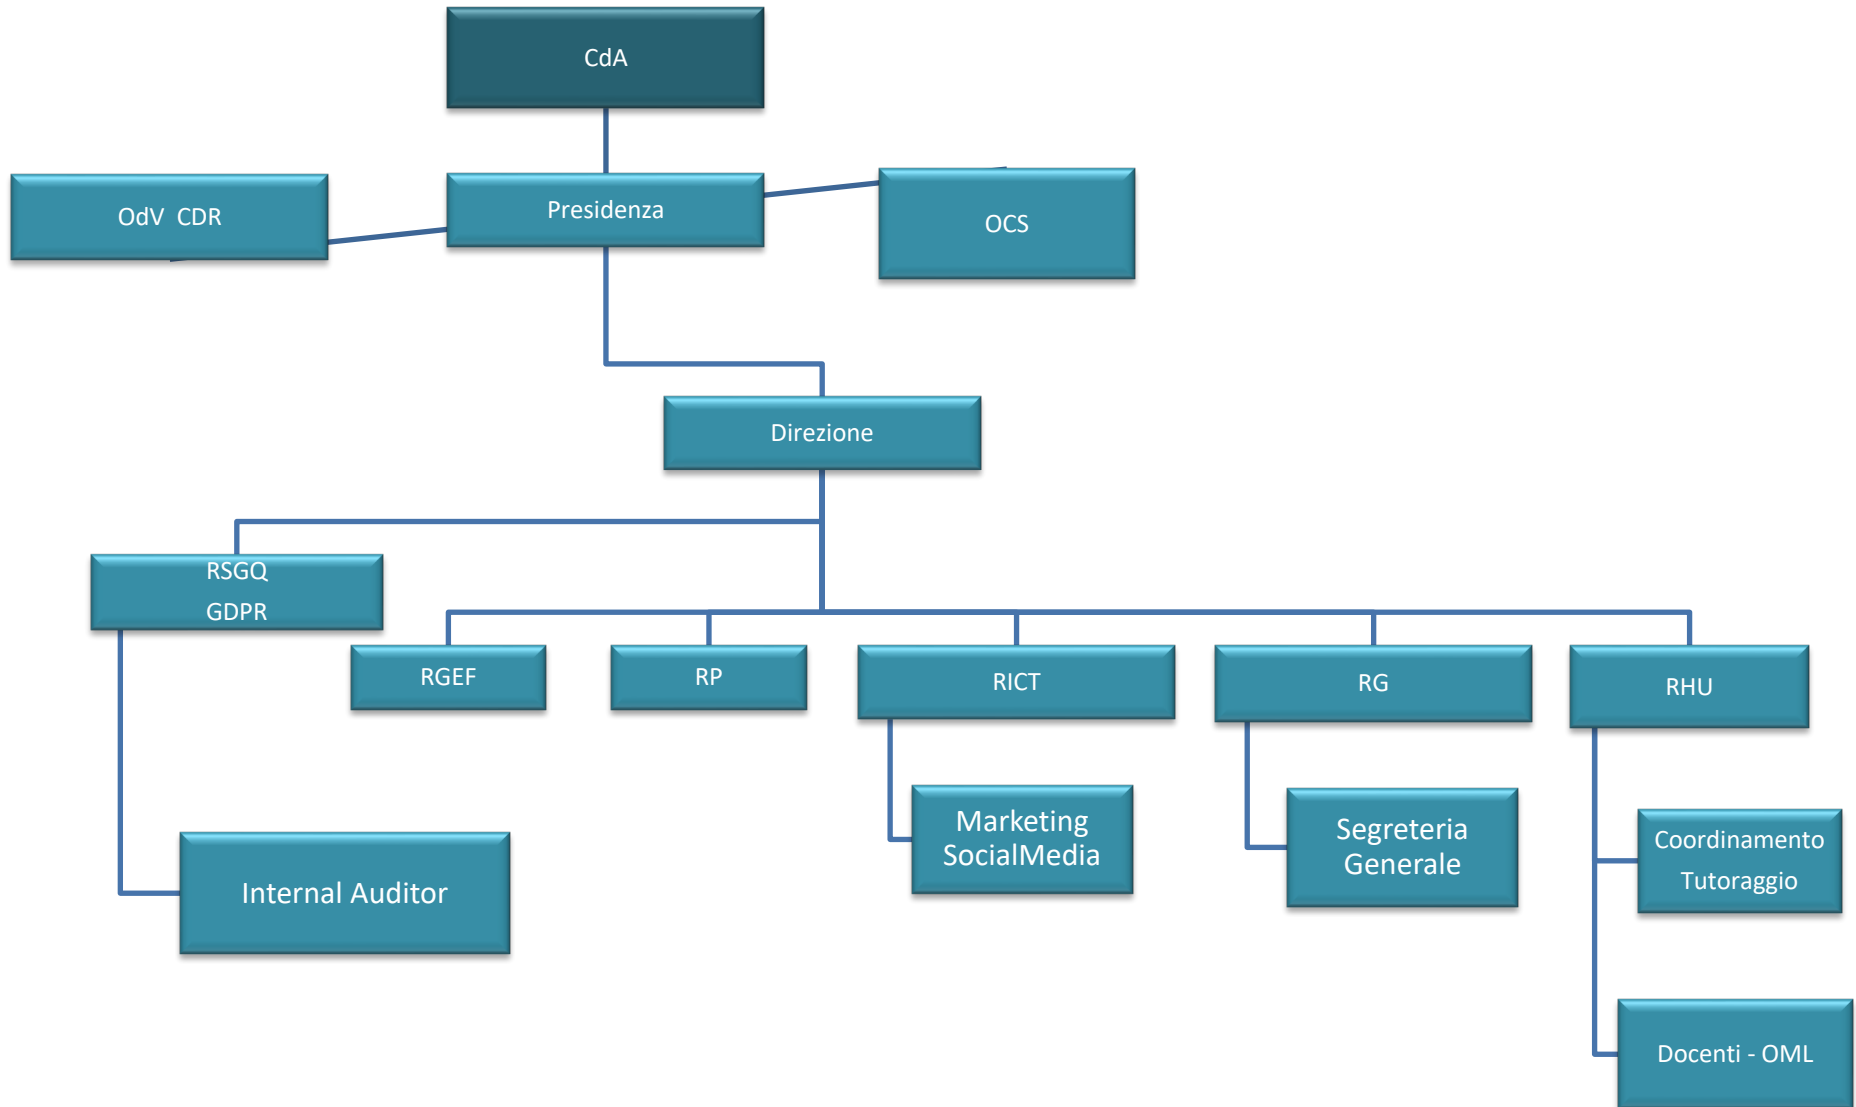 CdA
OdV  CDR
Presidenza
OCS
Direzione
RSGQ
GDPR
RGEF
RP
RICT
RG
RHU
Marketing
SocialMedia
Segreteria
Generale
Coordinamento
Tutoraggio
Internal Auditor
Docenti - OML